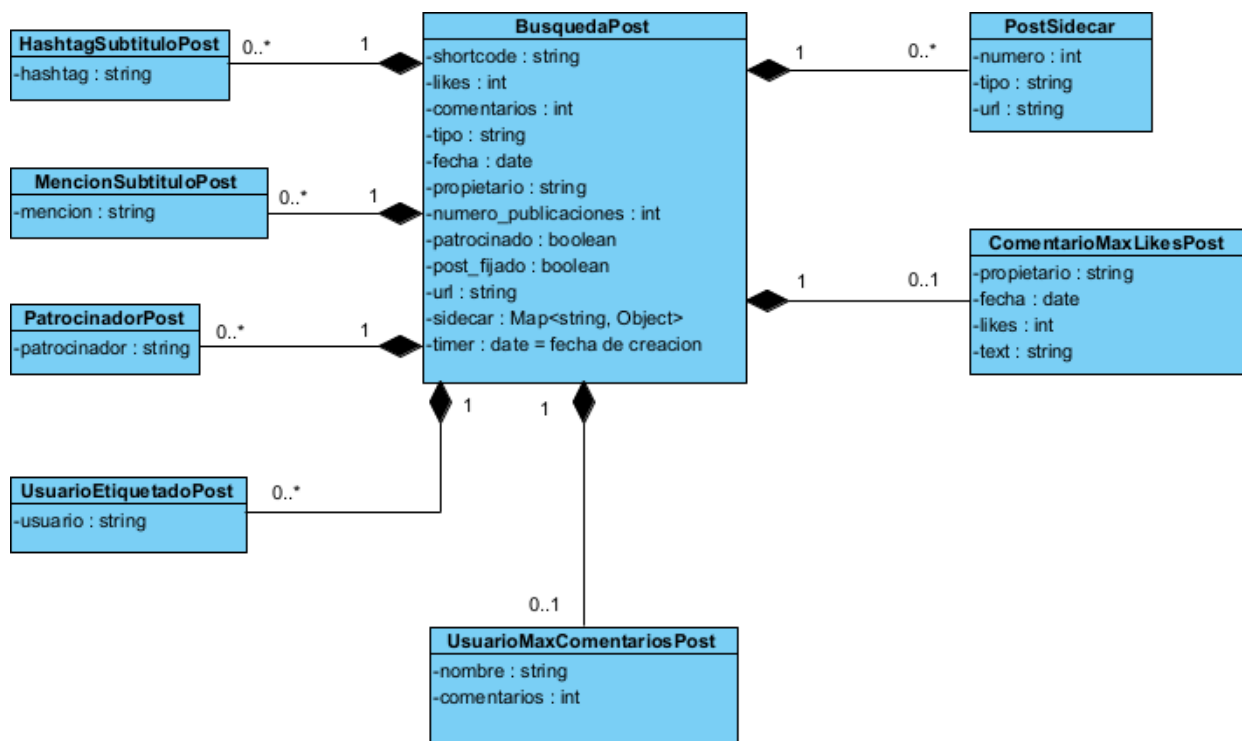 HashtagSubtituloPost
-hashtag : string
0..*
1
MencionSubtituloPost
-mencion : string
0..*
1
PatrocinadorPost
-patrocinador : string
0..*
1
UsuarioEtiquetadoPost
-usuario : string
0..*
1
BusquedaPost
-shortcode : string
-likes : int
-comentarios : int
-tipo : string
-fecha : date
-propietario : string
-numero_publicaciones : int
-patrocinado : boolean
-post_fijado : boolean
-url : string
-sidecar : Map<string, Object>
-timer : date = fecha de creacion
1
0..1
UsuarioMaxComentariosPost
-nombre : string
-comentarios : int
1
0..*
PostSidecar
-numero : int
-tipo : string
-url : string
1
0..1
ComentarioMaxLikesPost
-propietario : string
-fecha : date
-likes : int
-text : string